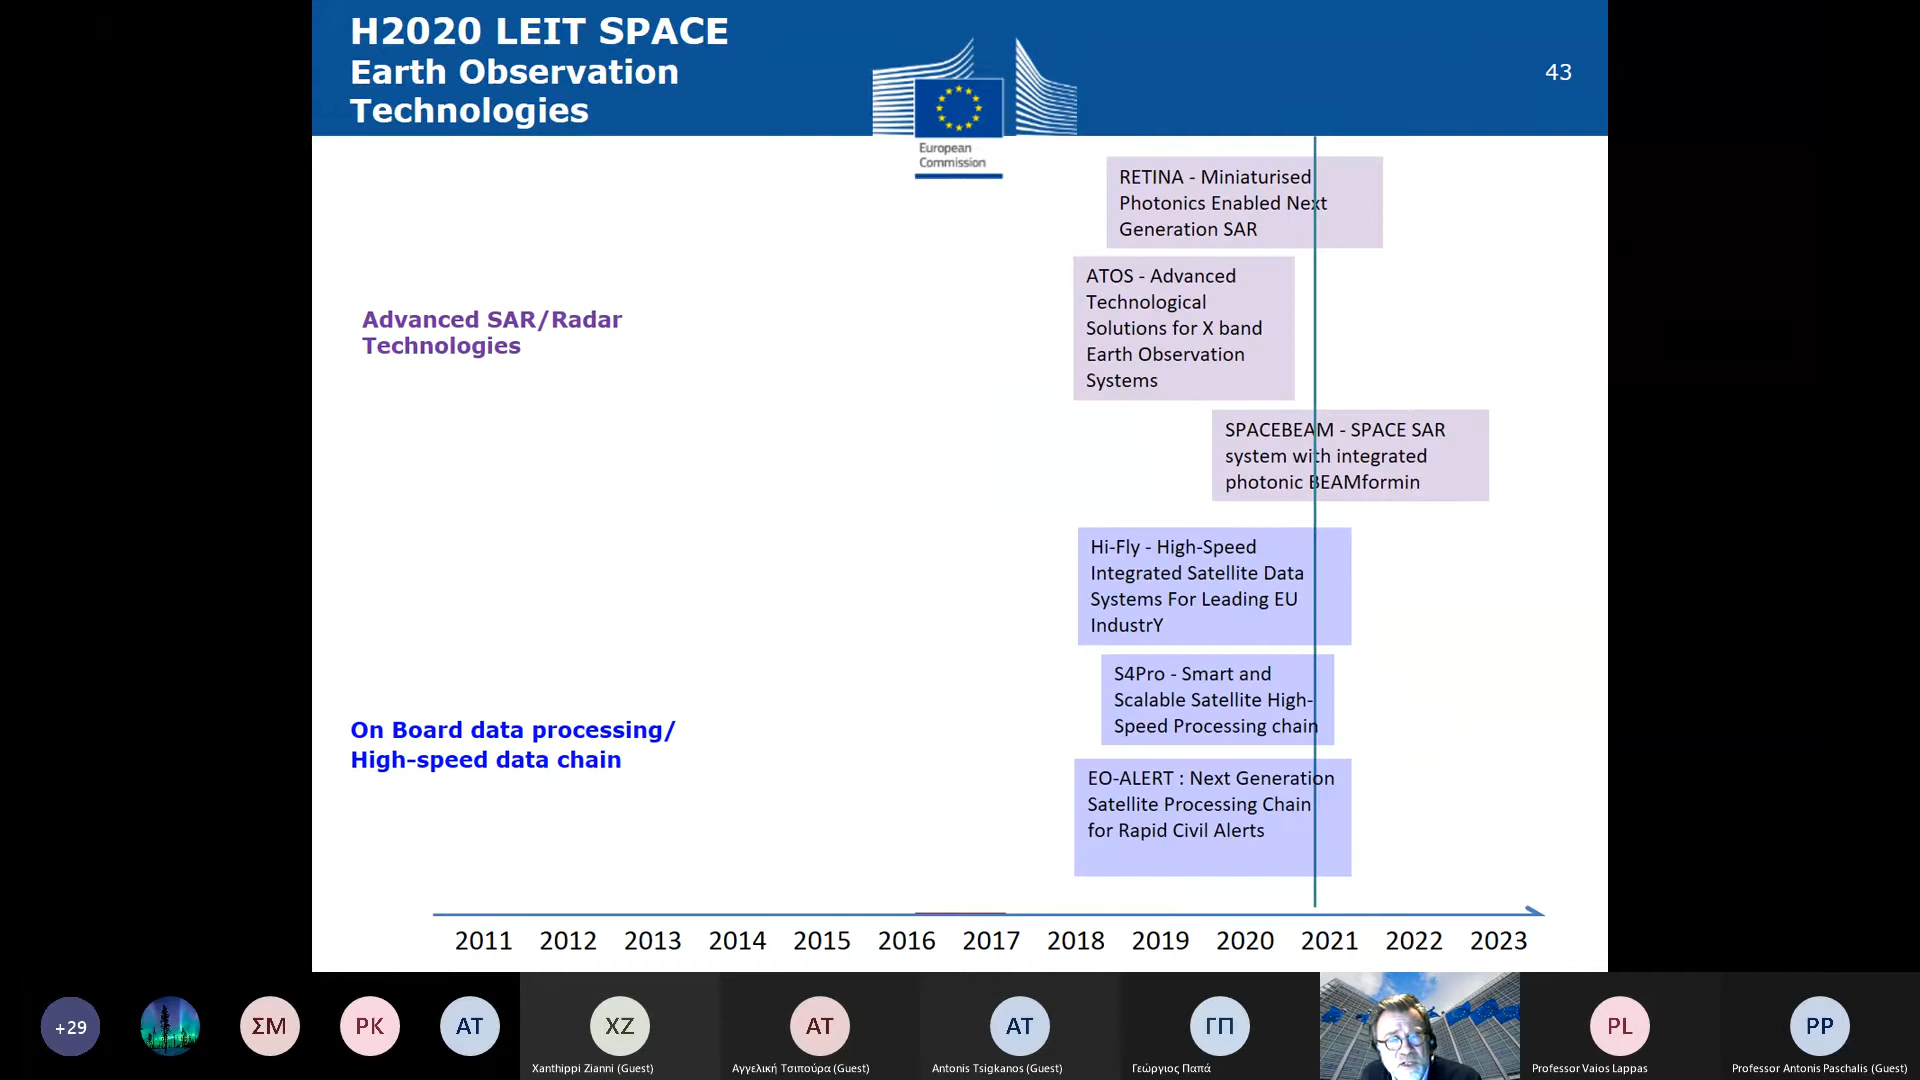 H2020 LEIT SPACE
Earth Observation
Technologies
European
Commission
43
RETINA - Miniaturised
Photonics Enabled Next
Generation SAR
ATOS - Advanced
Technological
Solutions for X band
Earth Observation
Systems
Advanced SAR/Radar
Technologies
SPACEBEAM - SPACE SAR
system with integrated
photonic BEAMformin
Hi-Fly - High-Speed
Integrated Satellite Data
Systems For Leading EU
IndustrY
S4Pro - Smart and
Scalable Satellite High-
Speed Processing chain
On Board data processing/
High-speed data chain
EO-ALERT : Next Generation
Satellite Processing Chain
for Rapid Civil Alerts
2011 2012 2013 2014 2015 2016 2017 2018 2019 2020 2021 2022 2023
+29
ΣΜ
PK
AT
XZ
AT
AT
ΓΠ
PL
PP
Xanthippi Zianni (Guest)
Αγγελική Τσιπούρα (Guest)
Antonis Tsigkanos (Guest)
Γεώργιος Παπά
Professor Vaios Lappas
Professor Antonis Paschalis (Guest)